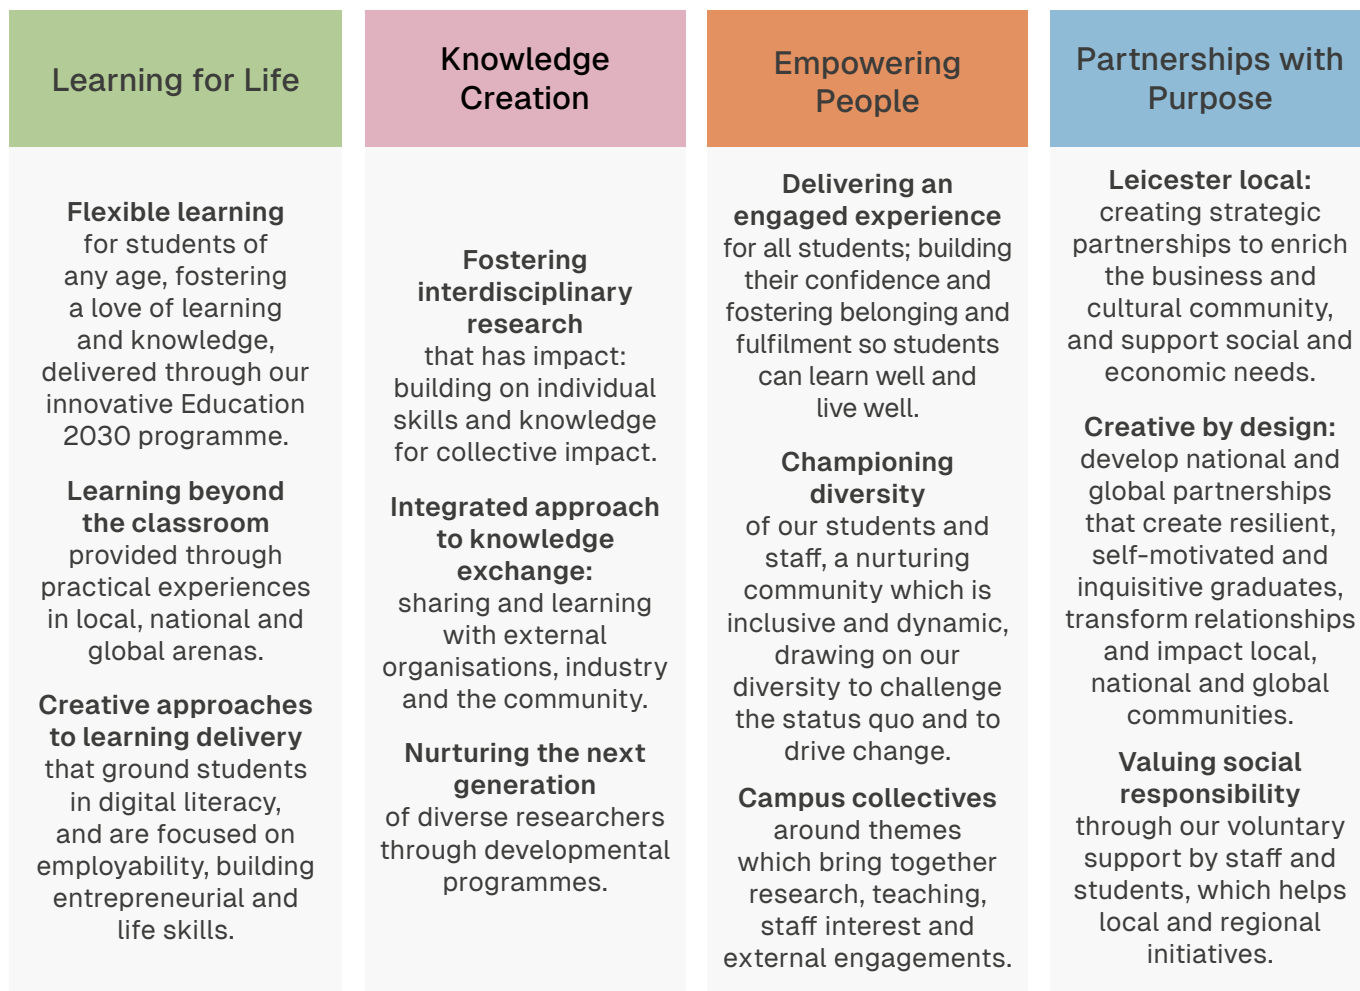 Learning for Life
Flexible learning
for students of
any age, fostering
a love of learning
and knowledge,
delivered through our
innovative Education
2030 programme.
Learning beyond
the classroom
provided through
practical experiences
in local, national and
global arenas.
Creative approaches
to learning delivery
that ground students
in digital literacy,
and are focused on
employability, building
entrepreneurial and
life skills.
Knowledge
Creation
Fostering
interdisciplinary
research
that has impact:
building on individual
skills and knowledge
for collective impact.
Integrated approach
to knowledge
exchange:
sharing and learning
with external
organisations, industry
and the community.
Nurturing the next
generation
of diverse researchers
through developmental
programmes.
Empowering
People
Delivering an
engaged experience
for all students; building
their confidence and
fostering belonging and
fulfilment so students
can learn well and
live well.
Championing
diversity
of our students and
staff, a nurturing
community which is
inclusive and dynamic,
drawing on our
diversity to challenge
the status quo and to
drive change.
Campus collectives
around themes
which bring together
research, teaching,
staff interest and
external engagements.
Partnerships with
Purpose
Leicester local:
creating strategic
partnerships to enrich
the business and
cultural community,
and support social and
economic needs.
Creative by design:
develop national and
global partnerships
that create resilient,
self-motivated and
inquisitive graduates,
transform relationships
and impact local,
national and global
communities.
Valuing social
responsibility
through our voluntary
support by staff and
students, which helps
local and regional
initiatives.